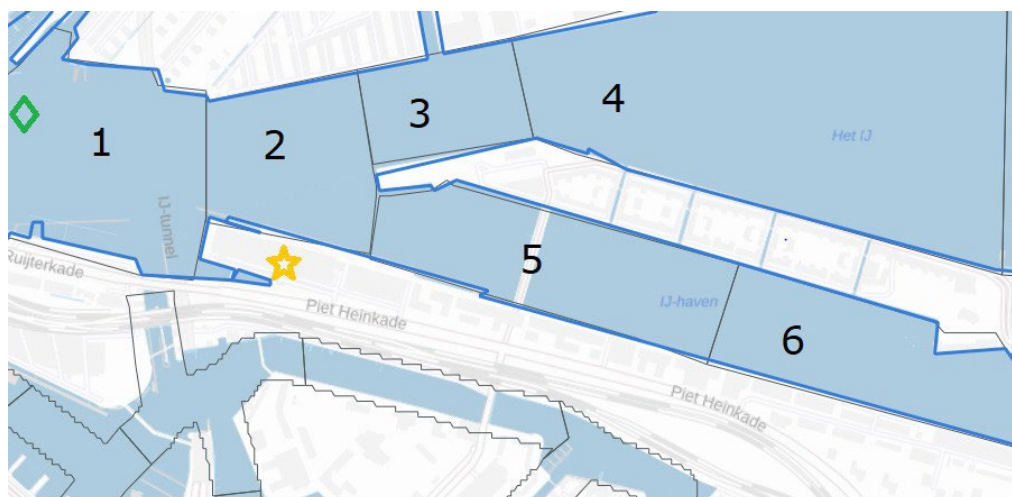 4
3
2
1
Het IJ
IJ-tunnel
5
Ruijterkade
IJ-haven
Piet Heinkade
6
Piet Heinkade